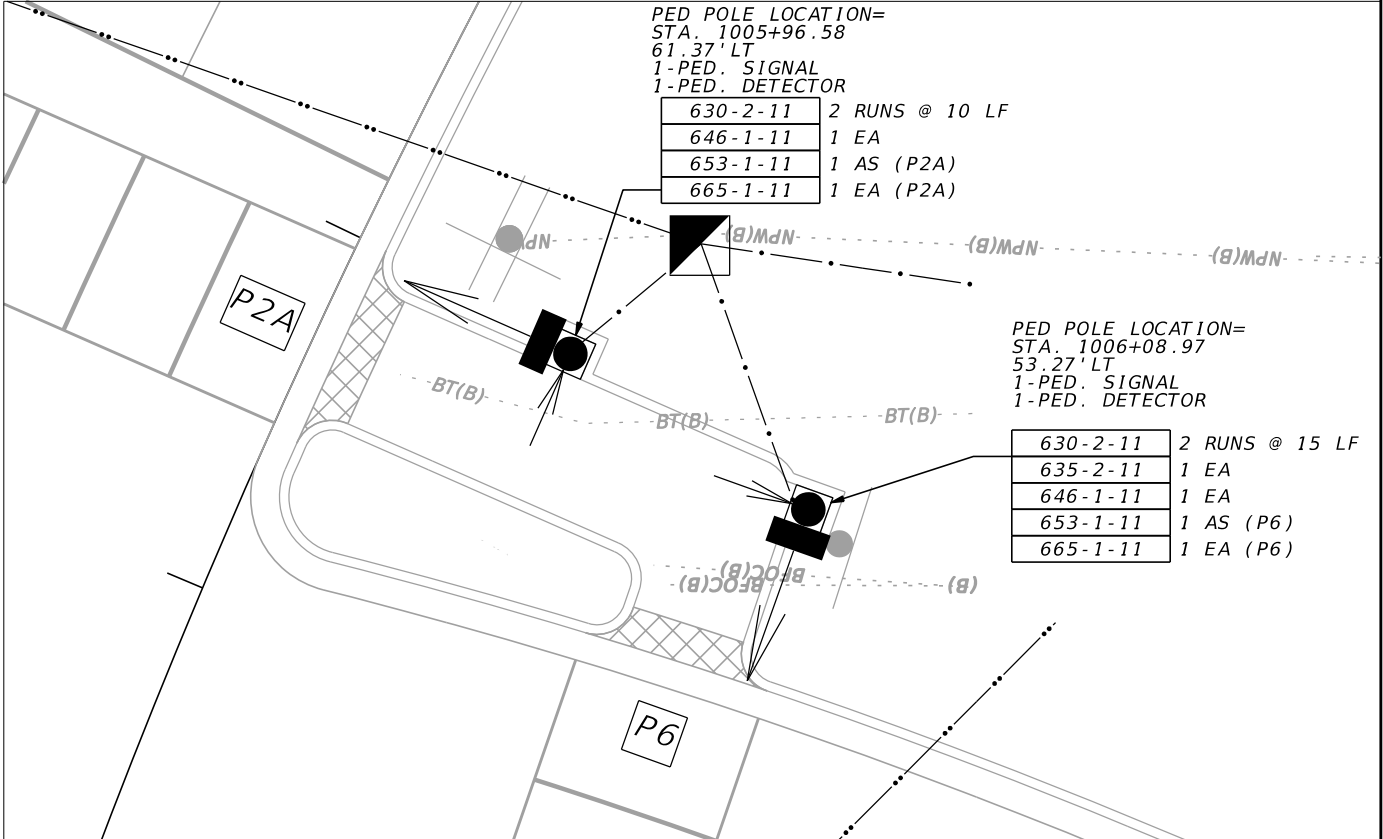 PED POLE LOCATION=
STA. 1005+96.58
61.37'LT
1-PED. SIGNAL
1-PED. DETECTOR
630-2-11 2 RUNS @ 10 LF
646-1-11 1 EA
653-1-11 1 AS (P2A)
665-1-11 1 EA (P2A)
NPW(B) NPW(B) NPW(B)
P2A
PED POLE LOCATION=
STA. 1006+08.97
53.27'LT
1-PED. SIGNAL
1-PED. DETECTOR
BT(B) BT(B) BT(B)
630-2-11 2 RUNS @ 15 LF
635-2-11 1 EA
646-1-11 1 EA
653-1-11 1 AS (P6)
665-1-11 1 EA (P6)
BFOC(B)
BFOC(B) (B)
P6